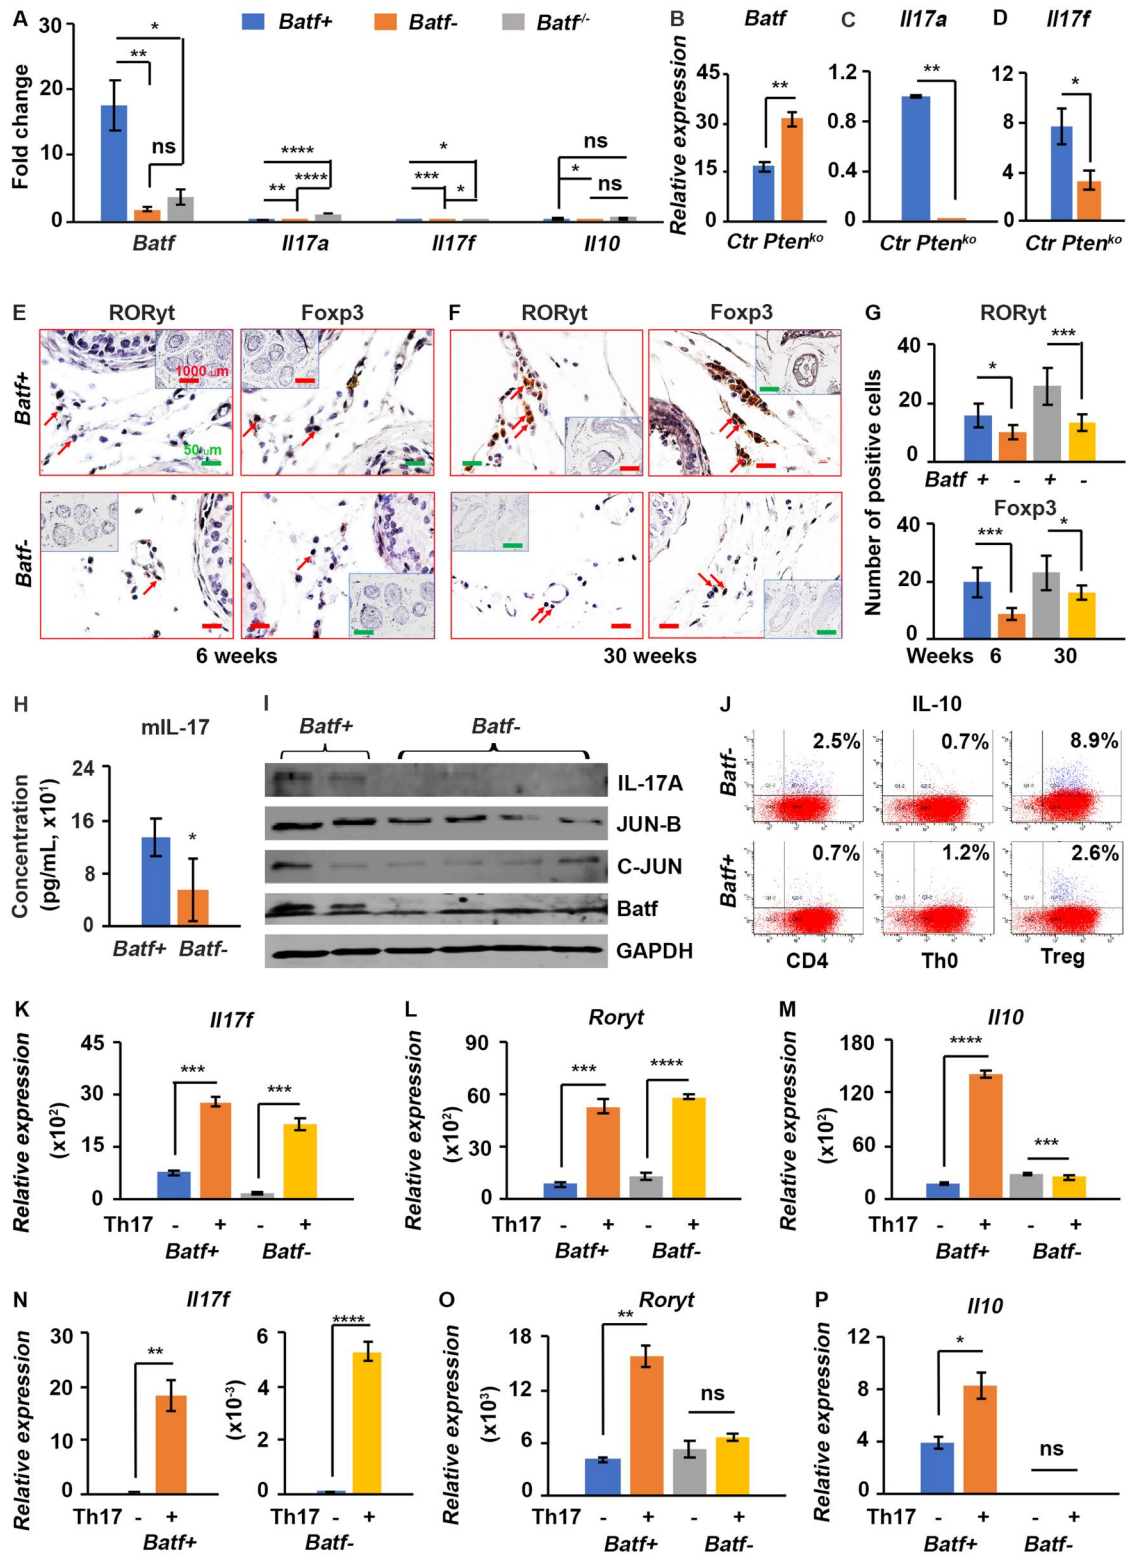 A Batf+ Batf- Batf-/- B Batf C Il17a D Il17f
Fold change
30
20
10
0
* ** ns **** ** **** * *** * ns * ns
Batf Il17a Il17f Il10
Relative expression
45
30
15
0
**
Ctr Ptenko
1.2
0.8
0.4
0
**
Ctr Ptenko
12
8
4
0
*
Ctr Ptenko
E RORyt Foxp3 F RORyt Foxp3 G RORyt
Batf+
1000 um
50 um
Batf-
6 weeks 30 weeks
Number of positive cells
40
20
0
* ***
Batf + - + -
Foxp3
40
20
0
*** *
Weeks 6 30
H mIL-17
Concentration
(pg/mL, x10¹)
24
16
8
0
*
Batf+ Batf-
I Batf+ Batf-
IL-17A
JUN-B
C-JUN
Batf
GAPDH
J IL-10
Batf- 2.5% 0.7% 8.9%
Batf+ 0.7% 1.2% 2.6%
CD4 Th0 Treg
K Il17f
Relative expression
(x10²)
45
30
15
0
*** ***
Th17 - + - +
Batf+ Batf-
L Roryt
Relative expression
(x10²)
90
60
30
0
*** ****
- + - +
Batf+ Batf-
M Il10
Relative expression
(x10²)
180
120
60
0
**** ***
Th17 - + - +
Batf+ Batf-
N Il17f
Relative expression
30
20
10
0
**
Th17 - +
Batf+
(x10⁻³)
6
4
2
0
****
- +
Batf-
O Roryt
Relative expression
(x10³)
18
12
6
0
** ns
Th17 - + - +
Batf+ Batf-
P Il10
Relative expression
12
8
4
0
* ns
Th17 - + - +
Batf+ Batf-